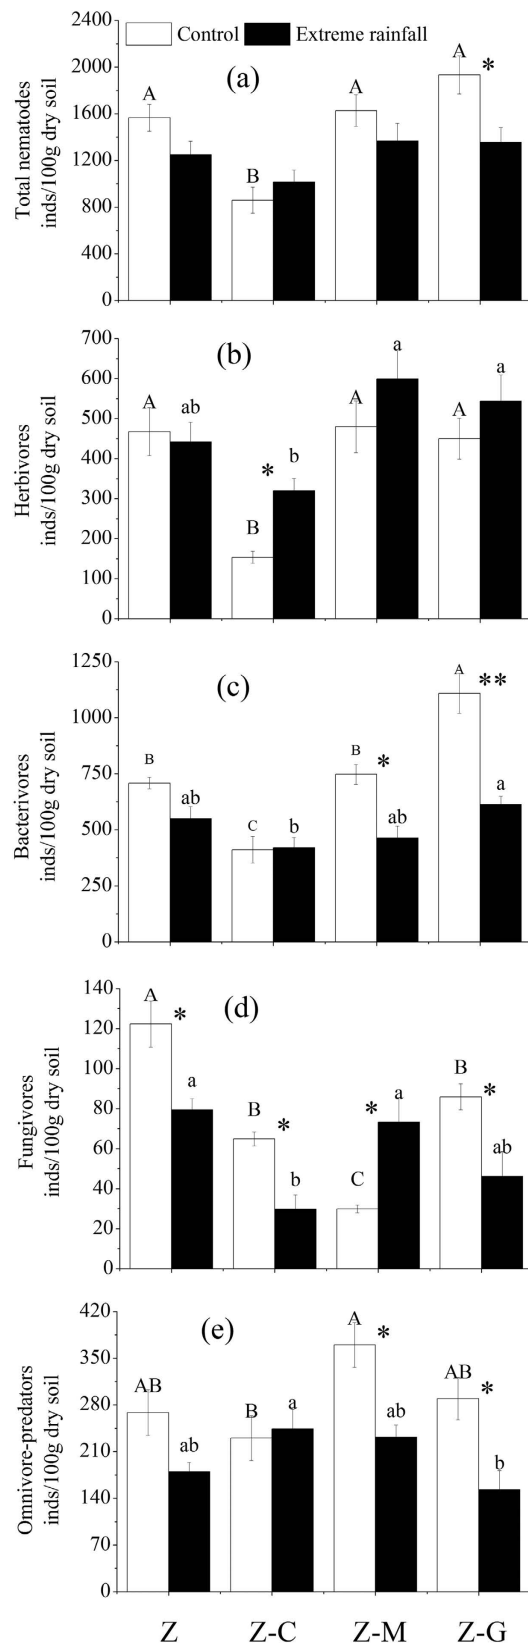 Control Extreme rainfall
(a)
Total nematodes
inds/100g dry soil
2400
2000
1600
1200
800
400
0
A
B
A
A
*
(b)
Herbivores
inds/100g dry soil
700
600
500
400
300
200
100
0
A
ab
B
*
b
A
a
A
a
(c)
Bacterivores
inds/100g dry soil
1250
1000
750
500
250
0
B
ab
C
b
B
*
ab
A
**
a
(d)
Fungivores
inds/100g dry soil
140
120
100
80
60
40
20
0
A
*
a
B
*
b
C
*
a
B
*
ab
(e)
Omnivore-predators
inds/100g dry soil
420
350
280
210
140
70
0
AB
ab
B
a
A
*
ab
AB
*
b
Z Z-C Z-M Z-G